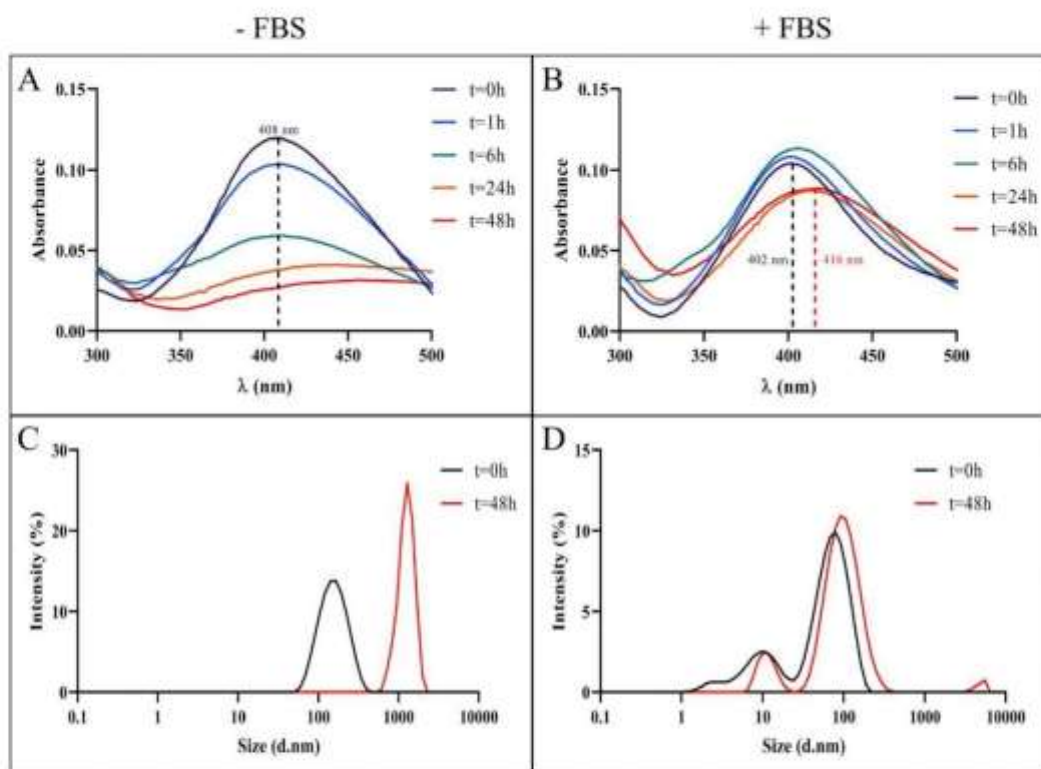 - FBS
+ FBS
A
0.15
0.10
0.05
0.00
Absorbance
408 nm
t=0h
t=1h
t=6h
t=24h
t=48h
300
350
400
450
500
λ (nm)
B
0.15
0.10
0.05
0.00
Absorbance
402 nm
416 nm
t=0h
t=1h
t=6h
t=24h
t=48h
300
350
400
450
500
λ (nm)
C
30
20
10
0
Intensity (%)
t=0h
t=48h
0.1
1
10
100
1000
10000
Size (d.nm)
D
15
10
5
0
Intensity (%)
t=0h
t=48h
0.1
1
10
100
1000
10000
Size (d.nm)